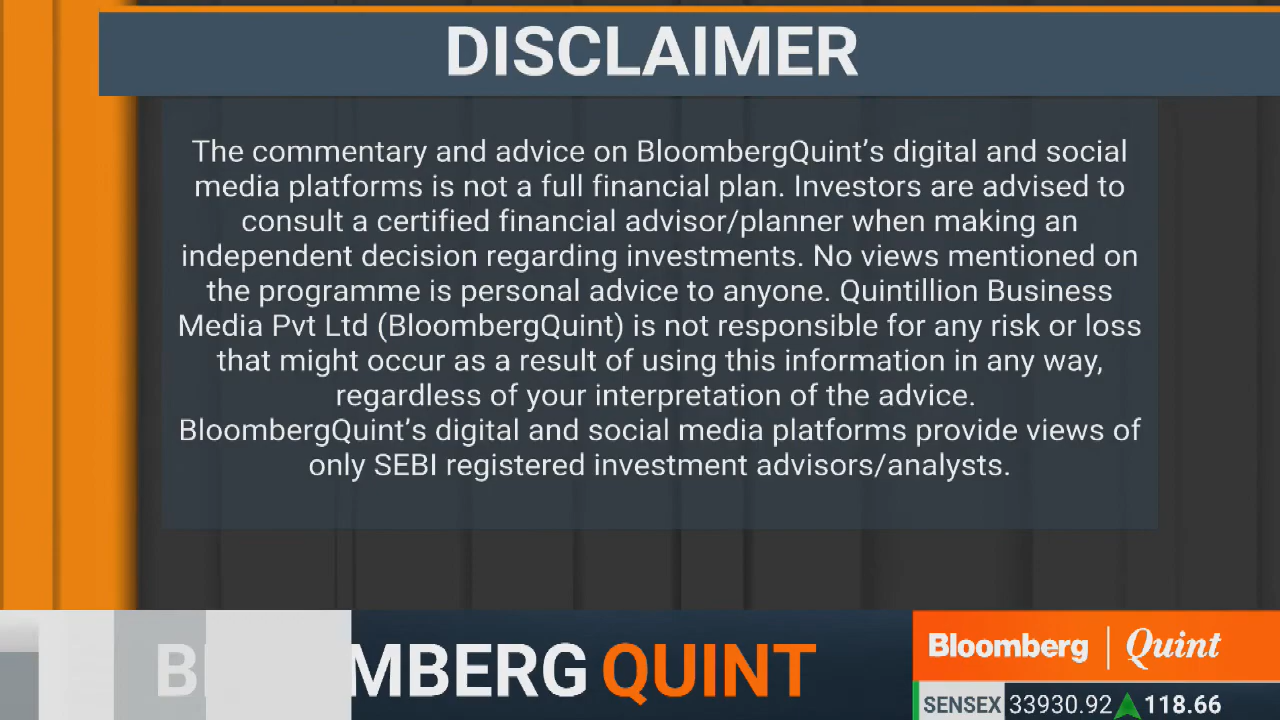 DISCLAIMER
The commentary and advice on BloombergQuint’s digital and social
media platforms is not a full financial plan. Investors are advised to
consult a certified financial advisor/planner when making an
independent decision regarding investments. No views mentioned on
the programme is personal advice to anyone. Quintillion Business
Media Pvt Ltd (BloombergQuint) is not responsible for any risk or loss
that might occur as a result of using this information in any way,
regardless of your interpretation of the advice.
BloombergQuint’s digital and social media platforms provide views of
only SEBI registered investment advisors/analysts.
B MBERG QUINT
Bloomberg | Quint
SENSEX 33930.92 ▲ 118.66